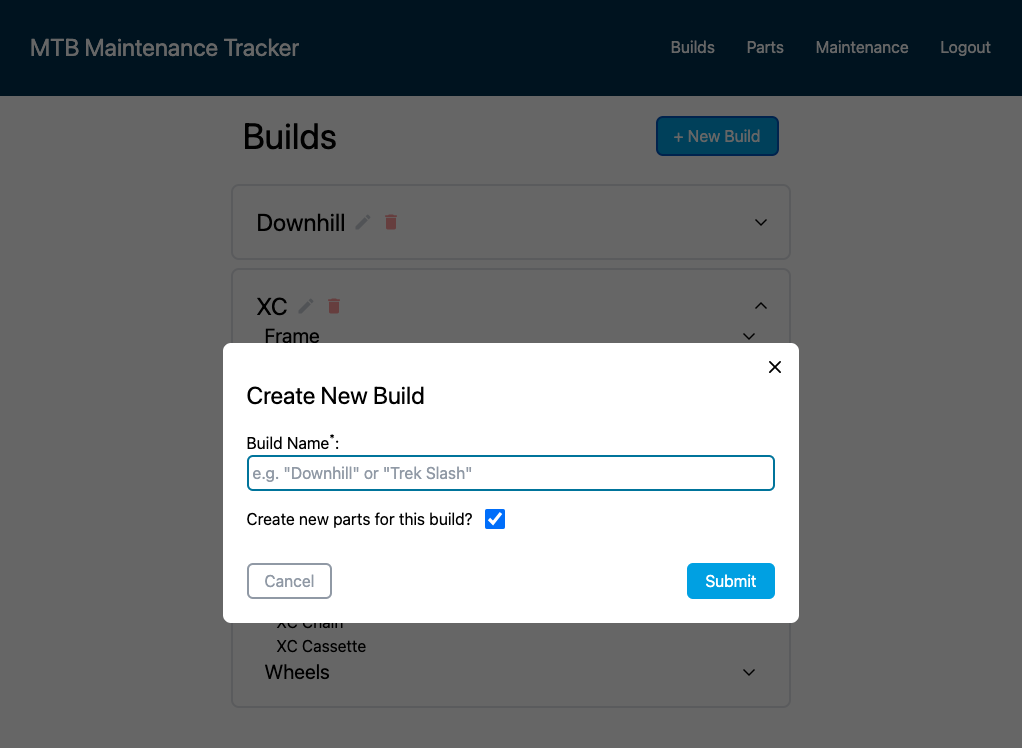 MTB Maintenance Tracker
Builds Parts Maintenance Logout
Builds
+ New Build
Downhill
XC
Frame
Create New Build
Build Name*:
e.g. "Downhill" or "Trek Slash"
Create new parts for this build?
Cancel
Submit
XC Chain
XC Cassette
Wheels